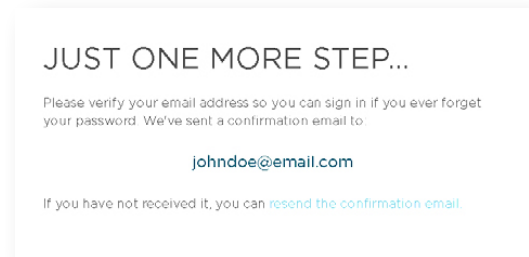 JUST ONE MORE STEP...
Please verify your email address so you can sign in if you ever forget
your password. We've sent a confirmation email to:
johndoe@email.com
If you have not received it, you can resend the confirmation email.